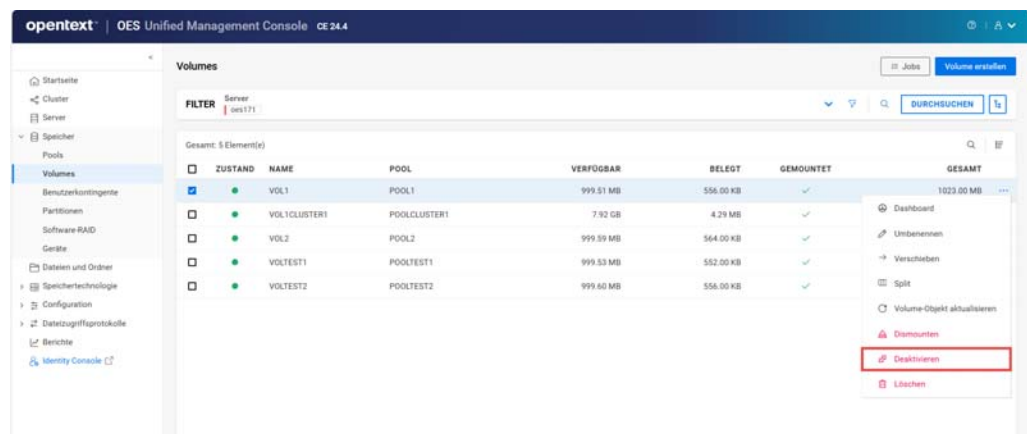 opentext™ | OES Unified Management Console CE 24.4
Startseite
Cluster
Server
Speicher
Pools
Volumes
Benutzerkontingente
Partitionen
Software-RAID
Geräte
Dateien und Ordner
Speichertechnologie
Configuration
Dateizugriffsprotokolle
Berichte
Identity Console
Volumes
Jobs
Volume erstellen
FILTER
Server
oes171
DURCHSUCHEN
Gesamt: 5 Element(e)
ZUSTAND NAME POOL VERFÜGBAR BELEGT GEMOUNTET GESAMT
VOL1 POOL1 999.51 MB 556.00 KB 1023.00 MB ...
VOL1CLUSTER1 POOLCLUSTER1 7.92 GB 4.29 MB
VOL2 POOL2 999.59 MB 564.00 KB
VOLTEST1 POOLTEST1 999.53 MB 552.00 KB
VOLTEST2 POOLTEST2 999.60 MB 556.00 KB
Dashboard
Umbenennen
Verschieben
Split
Volume-Objekt aktualisieren
Dismounten
Deaktivieren
Löschen